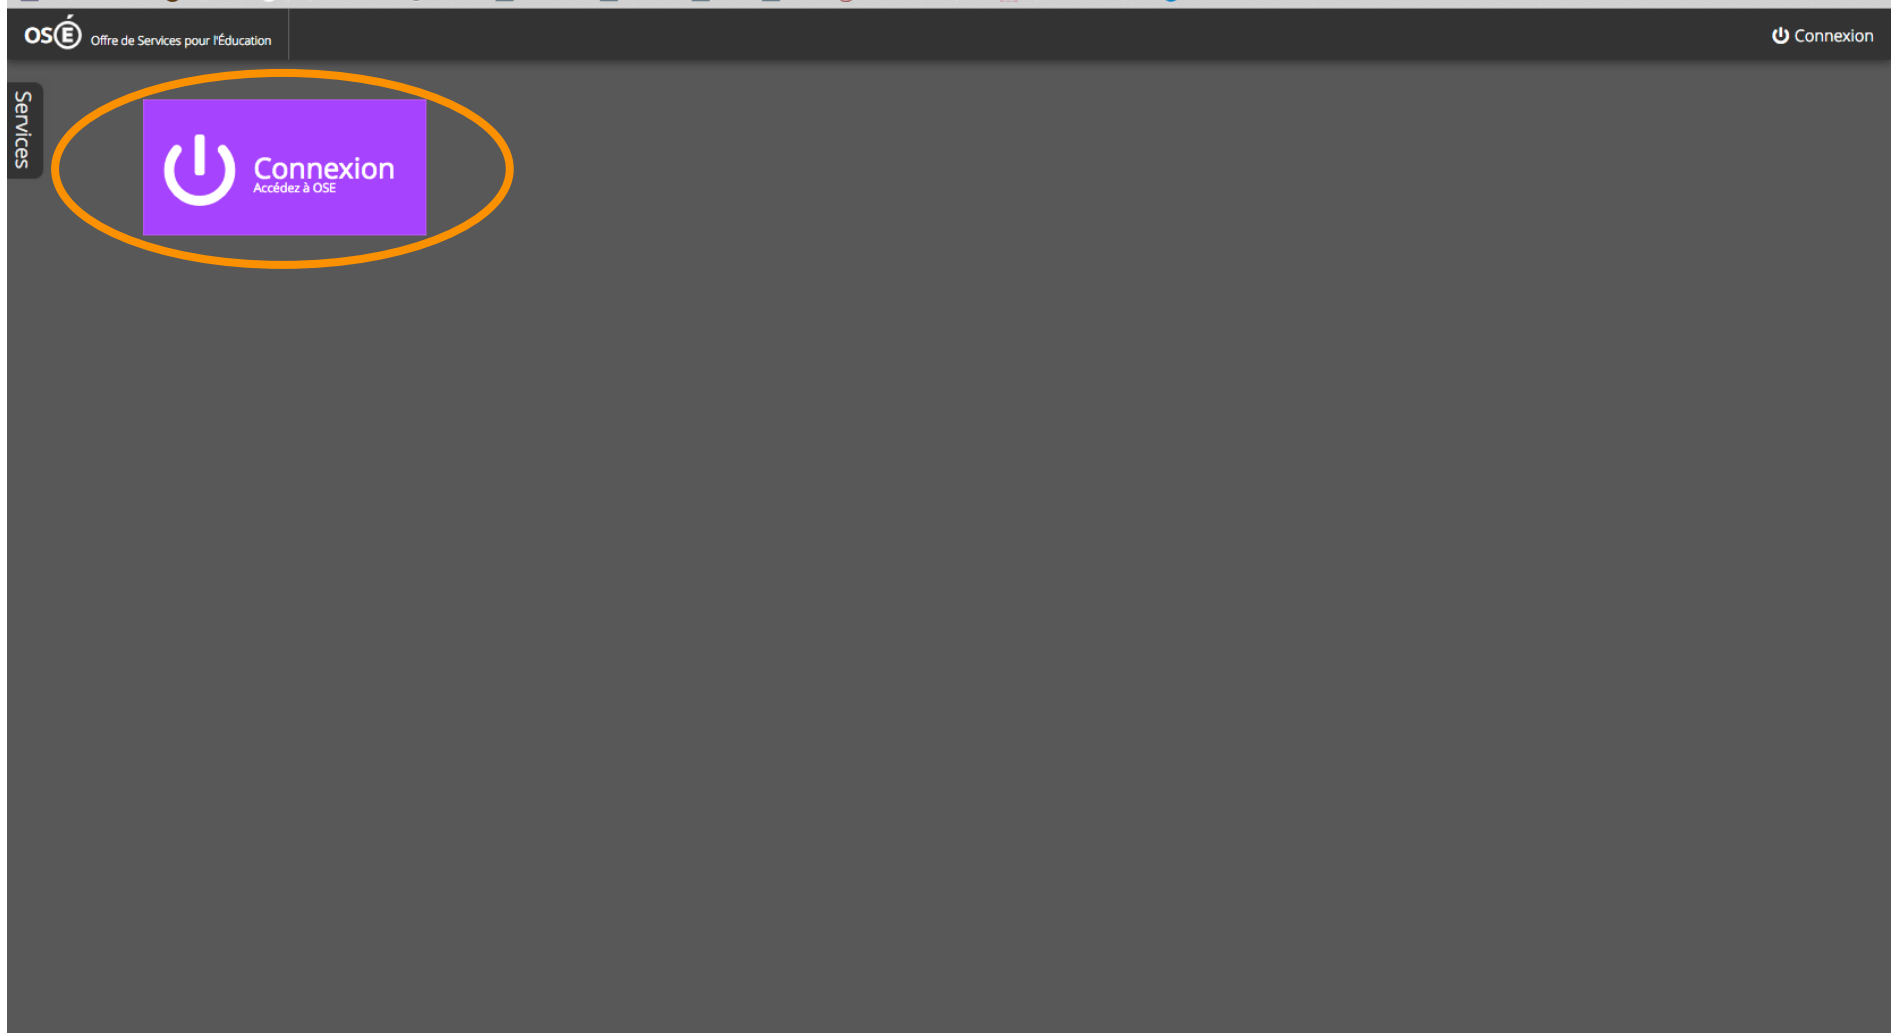 OSÉ Offre de Services pour l'Éducation
Connexion
Services
Connexion
Accédez à OSE